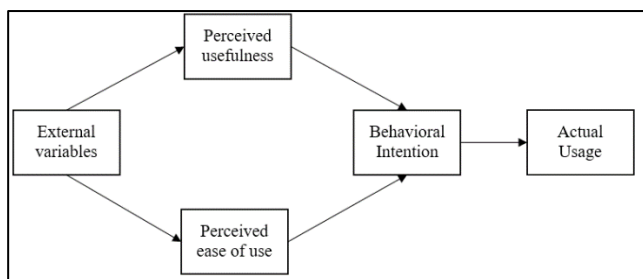 Perceived
usefulness
External
variables
Behavioral
Intention
Actual
Usage
Perceived
ease of use